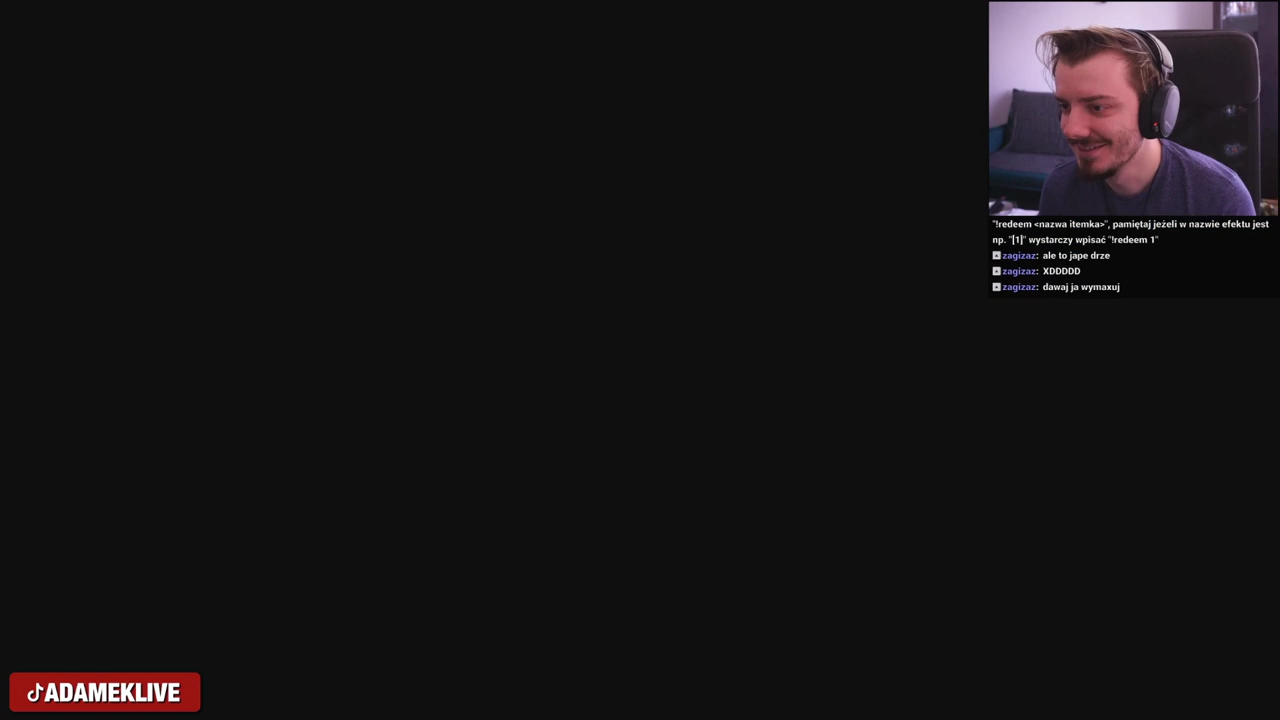 "!redeem <nazwa itemka>", pamiętaj jeżeli w nazwie efektu jest
np. "[1]" wystarczy wpisać "!redeem 1"
zagizaz: ale to jape drze
zagizaz: XDDDDD
zagizaz: dawaj ja wymaxuj
ADAMEKLIVE